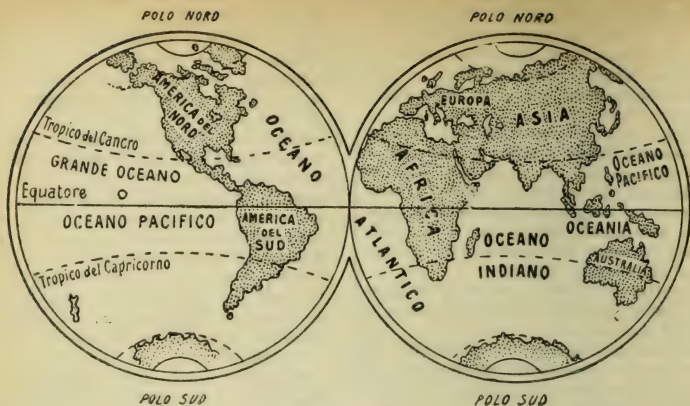 POLO NORD
POLO NORD
AMERICA DEL
NORD
OCEANO
Tropico del Cancro
GRANDE OCEANO
Equatore
OCEANO PACIFICO
AMERICA
DEL
SUD
Tropico del Capricorno
EUROPA
ASIA
AFRICA
OCEANO
PACIFICO
OCEANIA
ATLANTICO
OCEANO
INDIANO
AUSTRALIA
POLO SUD
POLO SUD